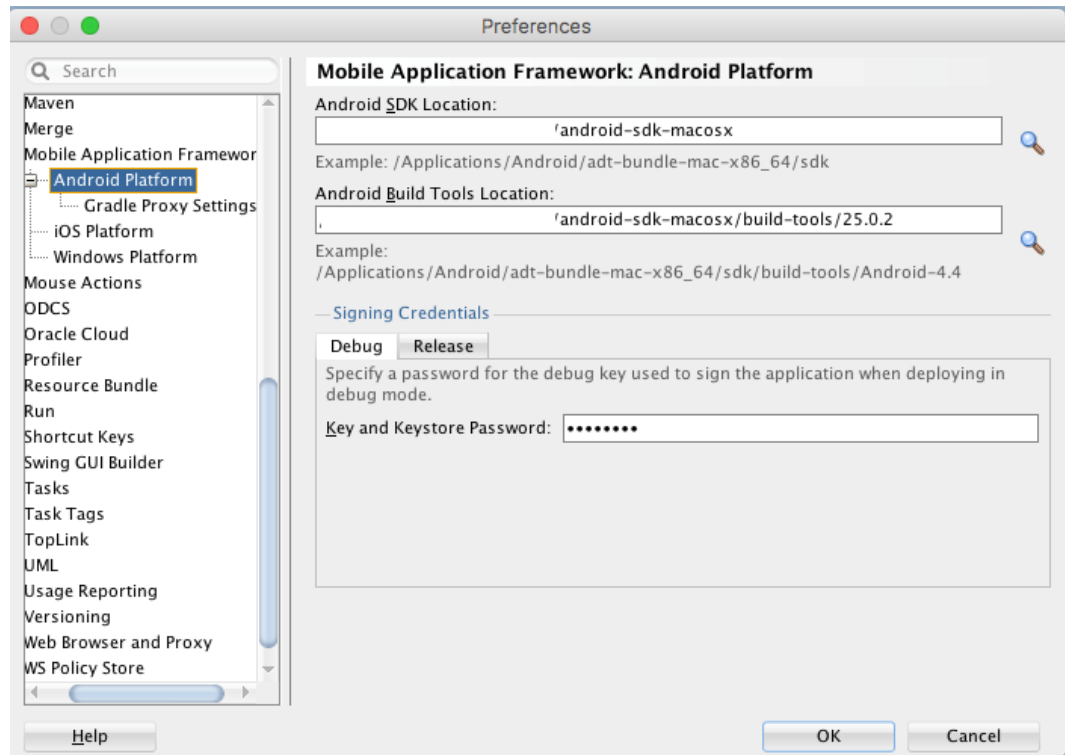 Preferences
Search
Maven
Merge
Mobile Application Framewor
Android Platform
Gradle Proxy Settings
iOS Platform
Windows Platform
Mouse Actions
ODCS
Oracle Cloud
Profiler
Resource Bundle
Run
Shortcut Keys
Swing GUI Builder
Tasks
Task Tags
TopLink
UML
Usage Reporting
Versioning
Web Browser and Proxy
WS Policy Store
Mobile Application Framework: Android Platform
Android SDK Location:
/android-sdk-macosx
Example: /Applications/Android/adt-bundle-mac-x86_64/sdk
Android Build Tools Location:
/android-sdk-macosx/build-tools/25.0.2
Example:
/Applications/Android/adt-bundle-mac-x86_64/sdk/build-tools/Android-4.4
Signing Credentials
Debug Release
Specify a password for the debug key used to sign the application when deploying in
debug mode.
Key and Keystore Password: ••••••••
Help OK Cancel